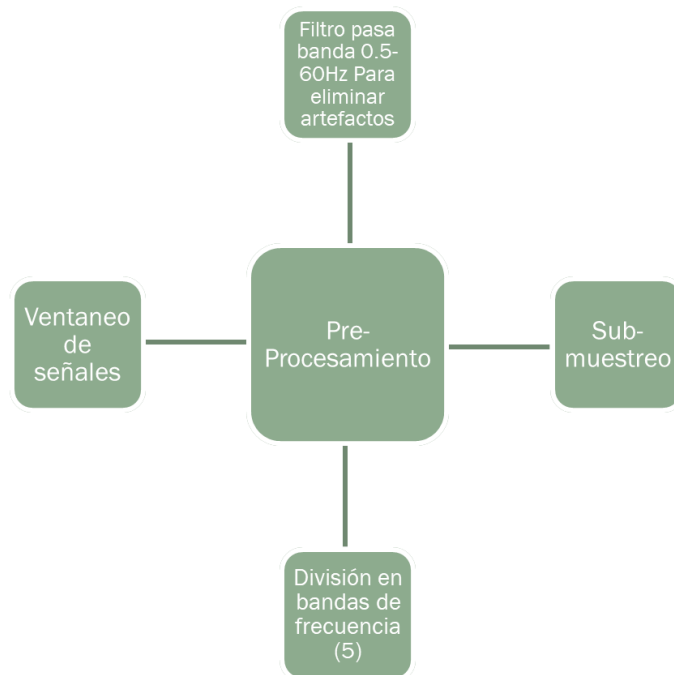 Filtro pasa
banda 0.5-
60Hz Para
eliminar
artefactos
Ventaneo
de
señales
Pre-
Procesamiento
Sub-
muestreo
División en
bandas de
frecuencia
(5)